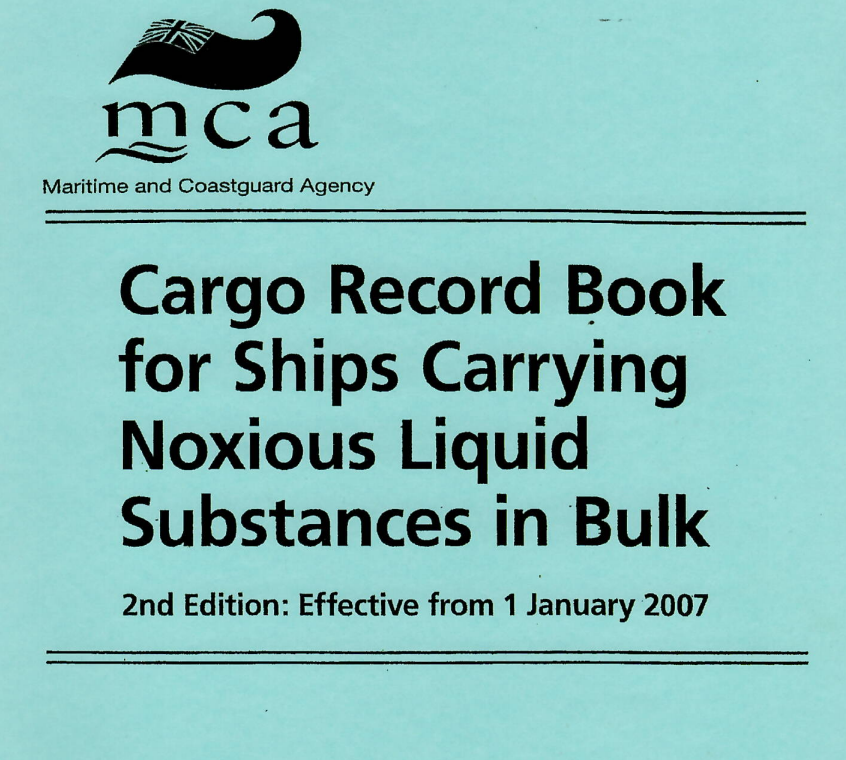 mca
Maritime and Coastguard Agency
Cargo Record Book
for Ships Carrying
Noxious Liquid
Substances in Bulk
2nd Edition: Effective from 1 January 2007